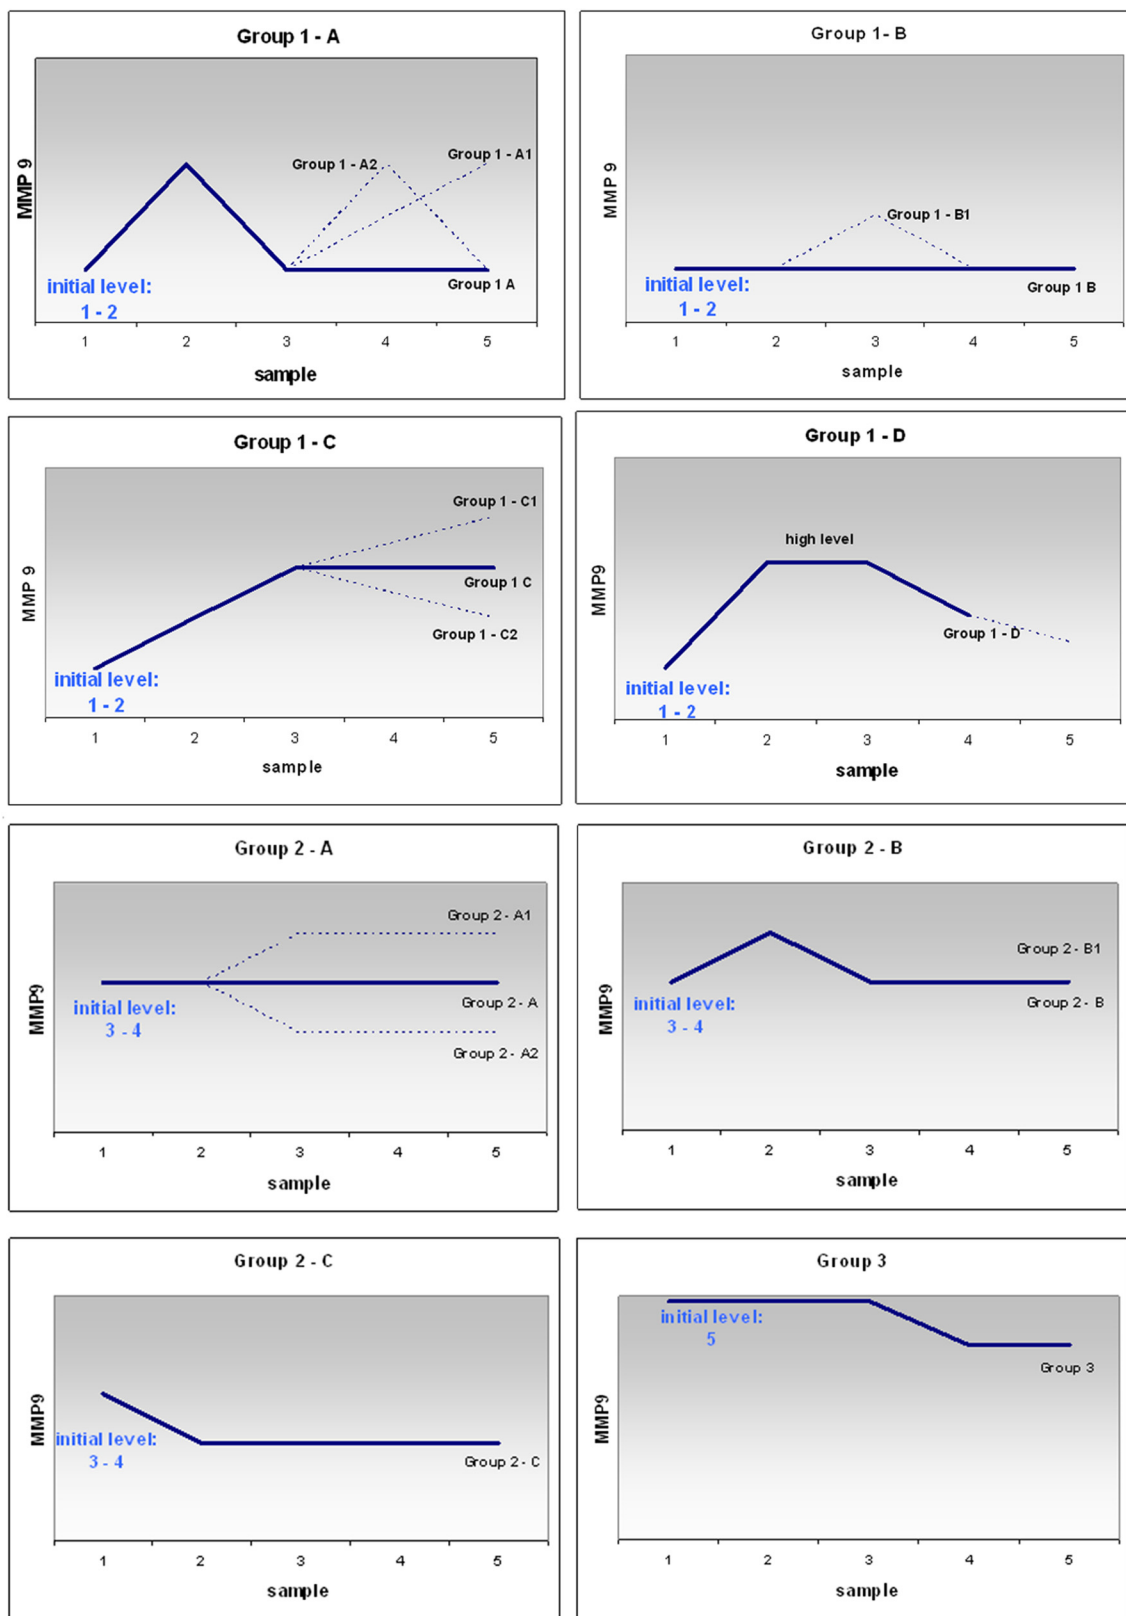 Group 1 - A
MMP 9
Group 1 - A2
Group 1 - A1
Group 1 A
initial level:
1 - 2
1 2 3 4 5
sample
Group 1- B
MMP 9
Group 1 - B1
Group 1 B
initial level:
1 - 2
1 2 3 4 5
sample
Group 1 - C
MMP 9
Group 1 - C1
Group 1 C
Group 1 - C2
initial level:
1 - 2
1 2 3 4 5
sample
Group 1 - D
MMP9
high level
Group 1 - D
initial level:
1 - 2
1 2 3 4 5
sample
Group 2 - A
MMP9
Group 2 - A1
Group 2 - A
Group 2 - A2
initial level:
3 - 4
1 2 3 4 5
sample
Group 2 - B
MMP9
Group 2 - B1
Group 2 - B
initial level:
3 - 4
1 2 3 4 5
sample
Group 2 - C
MMP9
initial level:
3 - 4
Group 2 - C
1 2 3 4 5
sample
Group 3
MMP9
initial level:
5
Group 3
1 2 3 4 5
sample